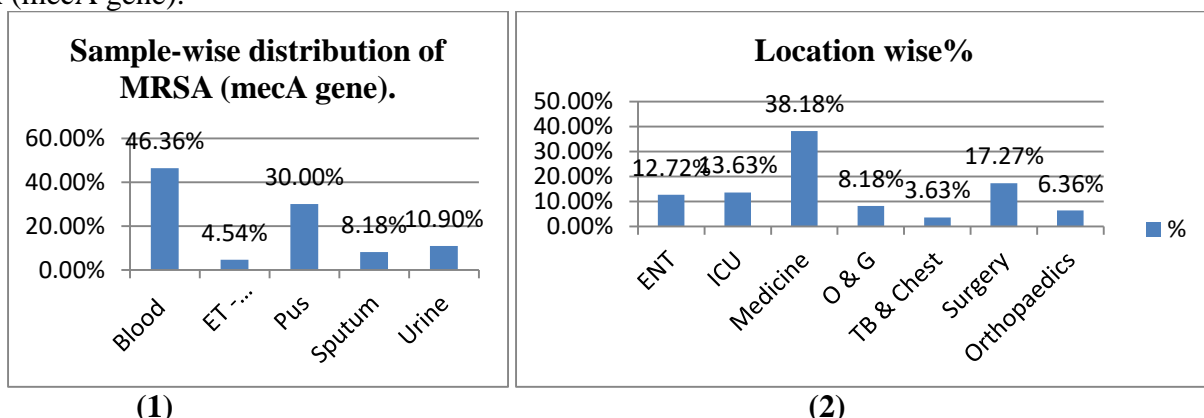 (mecA gene).
Sample-wise distribution of
MRSA (mecA gene).
60.00%
40.00%
20.00%
0.00%
46.36%
4.54%
30.00%
8.18%
10.90%
Blood
ET -...
Pus
Sputum
Urine
(1)
Location wise%
50.00%
40.00%
30.00%
20.00%
10.00%
0.00%
12.72%
13.63%
38.18%
8.18%
3.63%
17.27%
6.36%
ENT
ICU
Medicine
O & G
TB & Chest
Surgery
Orthopaedics
%
(2)